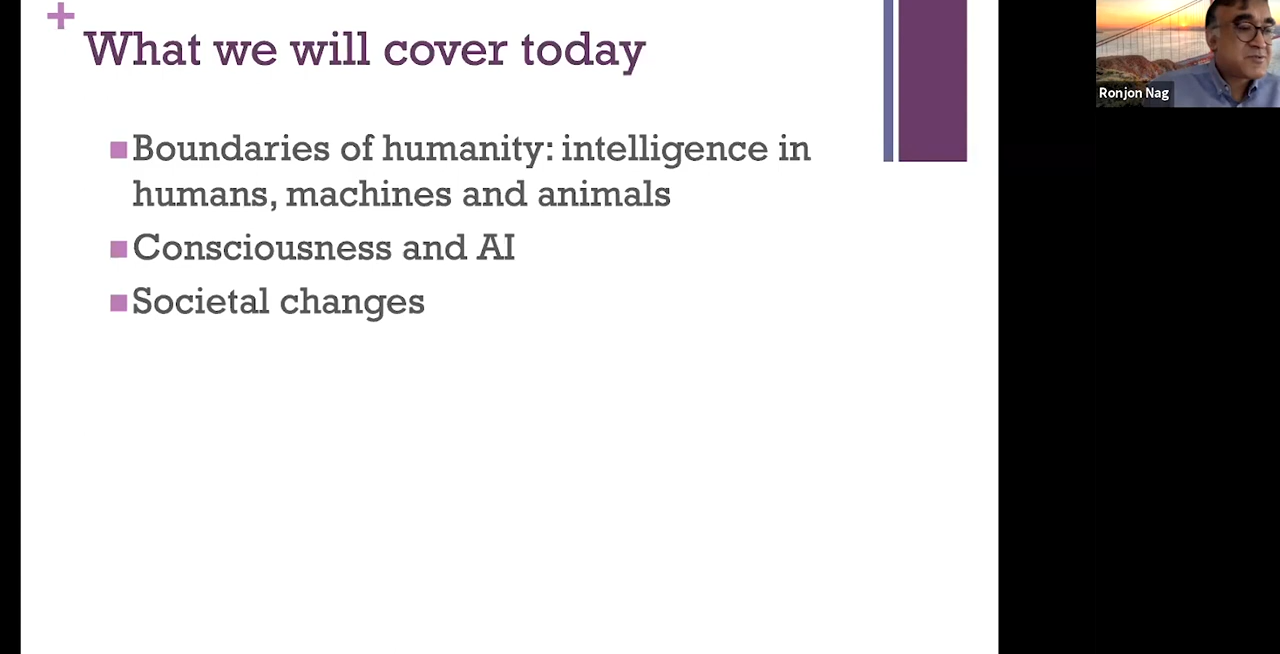 +
What we will cover today
Boundaries of humanity: intelligence in
humans, machines and animals
Consciousness and AI
Societal changes
Ronjon Nag